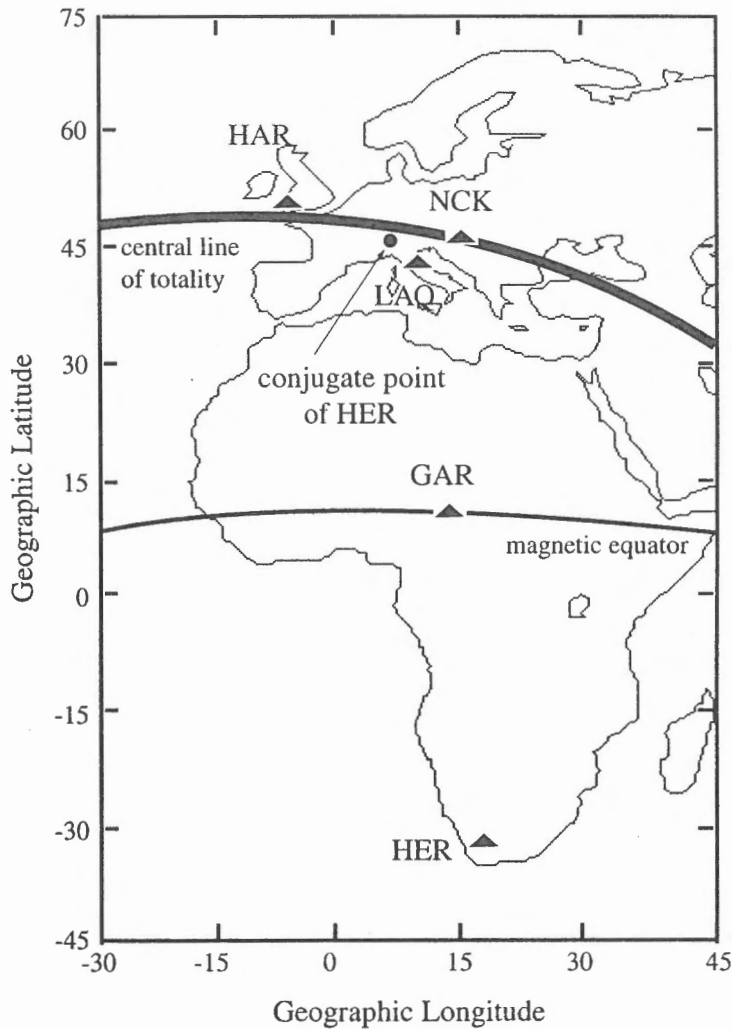 75
60
45
30
15
0
-15
-30
-45
Geographic Latitude
HAR
NCK
central line
of totality
LAQ
conjugate point
of HER
GAR
magnetic equator
HER
-30
-15
0
15
30
45
Geographic Longitude